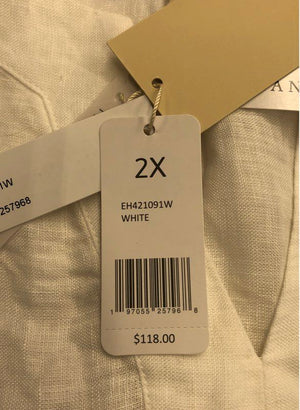 AN
1W
257968
2X
EH421091W
WHITE
1 97055 25796 8
$118.00